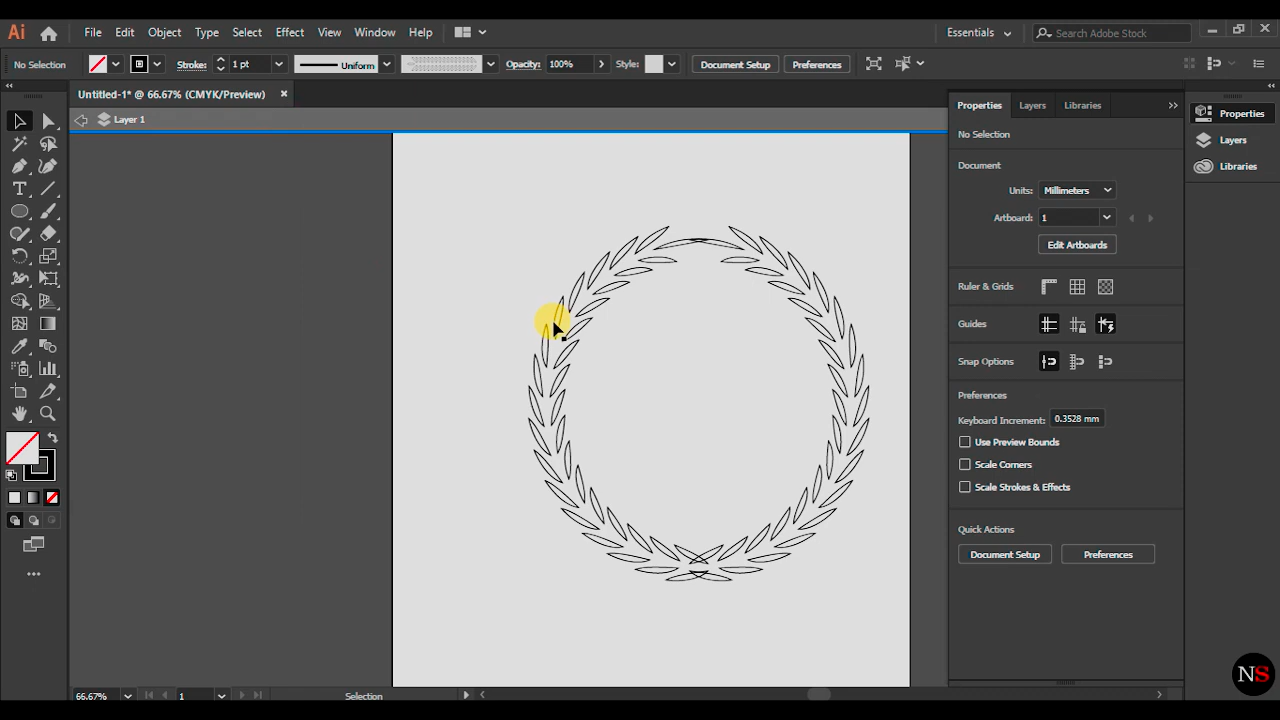 Ai File Edit Object Type Select Effect View Window Help Essentials Search Adobe Stock
No Selection Stroke: 1 pt Uniform Opacity: 100% Style: Document Setup Preferences
Untitled-1* @ 66.67% (CMYK/Preview)
Layer 1
Properties Layers Libraries
No Selection
Document
Units: Millimeters
Artboard: 1
Edit Artboards
Ruler & Grids
Guides
Snap Options
Preferences
Keyboard Increment: 0.3528 mm
Use Preview Bounds
Scale Corners
Scale Strokes & Effects
Quick Actions
Document Setup Preferences
Properties
Layers
Libraries
NS
66.67% 1 Selection